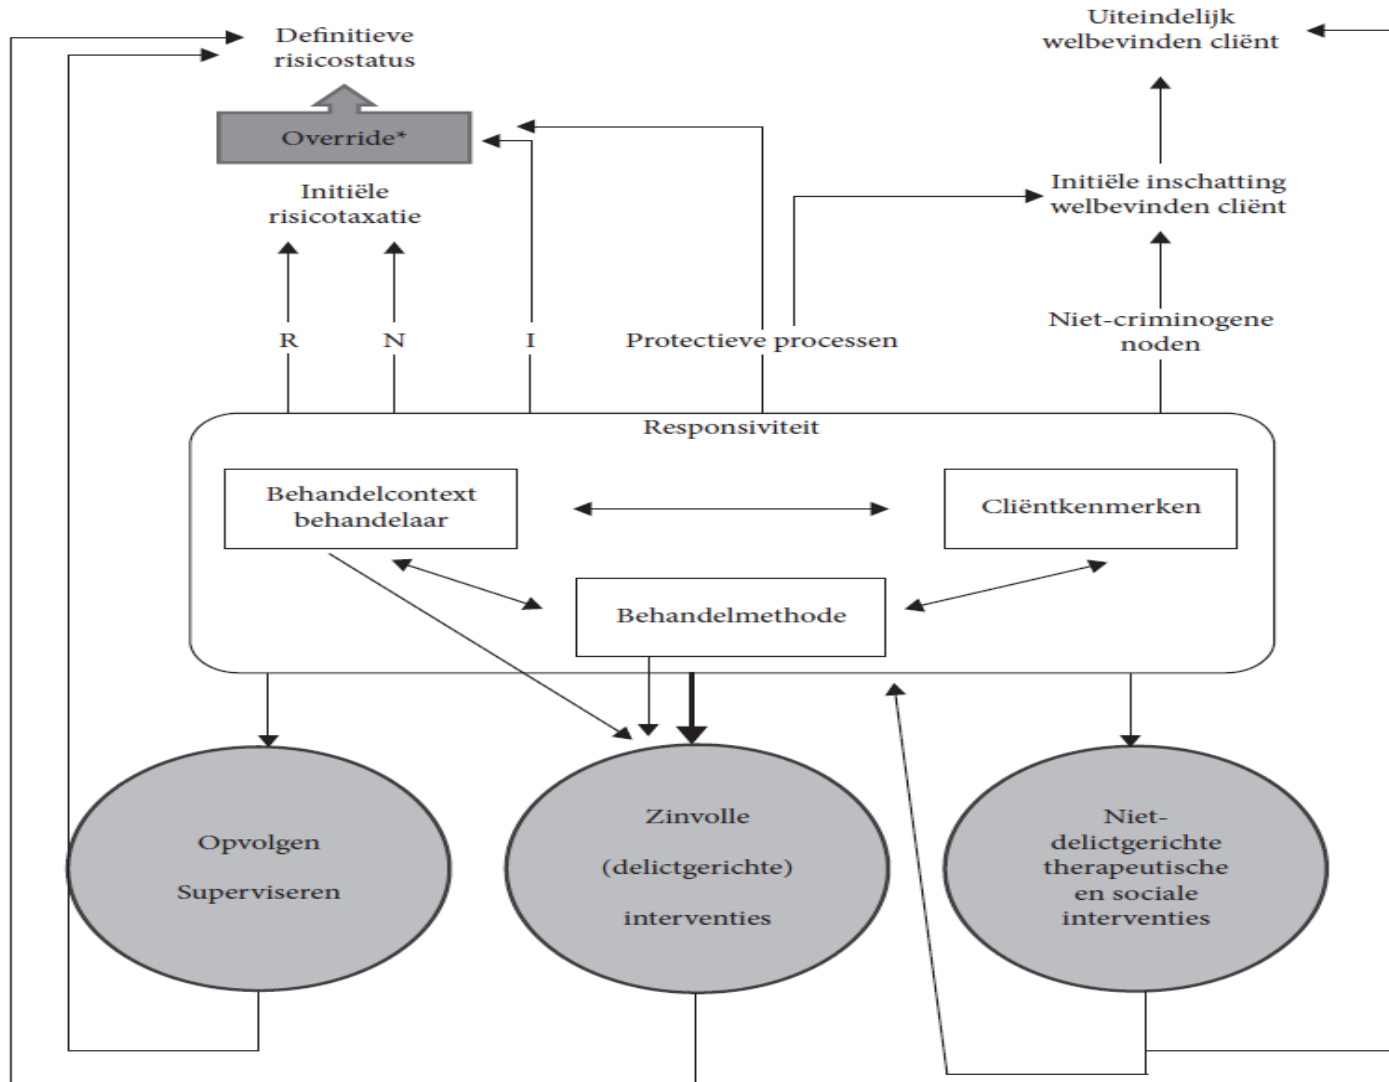 Definitieve
risicostatus
Uiteindelijk
welbevinden cliënt
Override*
Initiële
risicotaxatie
Initiële inschatting
welbevinden cliënt
R
N
I
Protectieve processen
Niet-criminogene
noden
Responsiviteit
Behandelcontext
behandelaar
Cliëntkenmerken
Behandelmethode
Opvolgen
Superviseren
Zinvolle
(delictgerichte)
interventies
Niet-
delictgerichte
therapeutische
en sociale
interventies